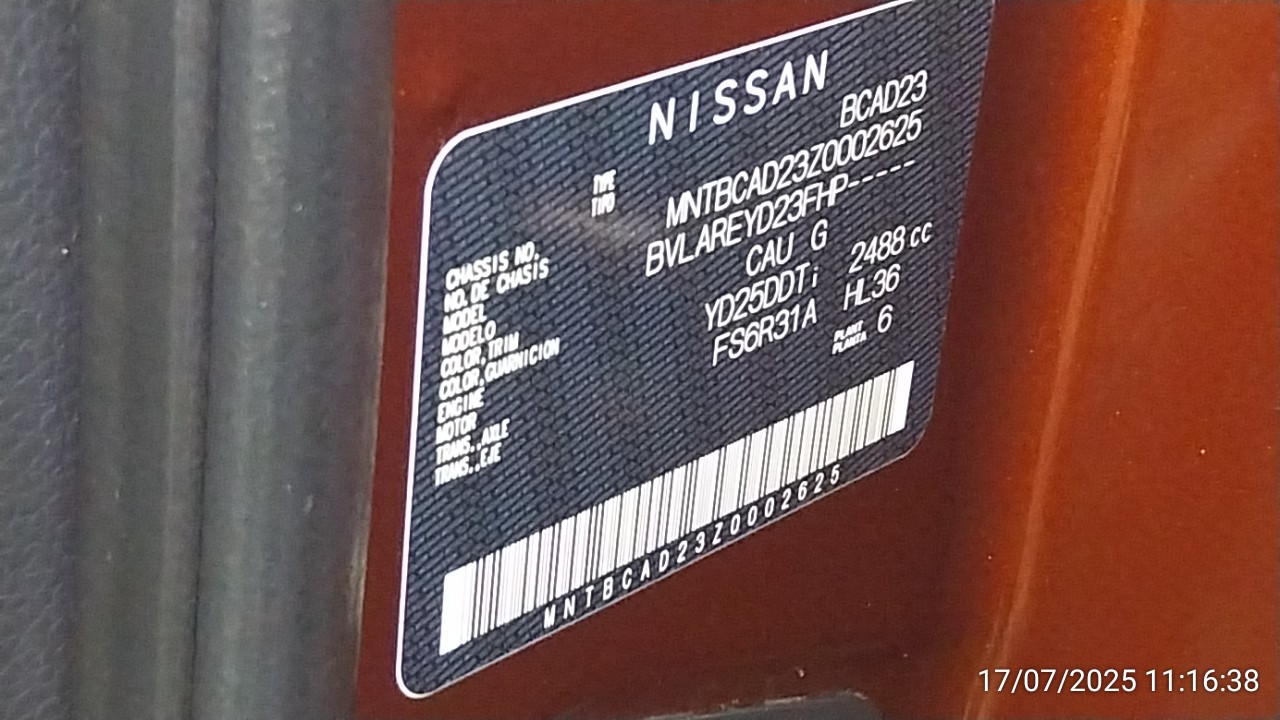 NISSAN
TYPE
TIPO
BCAD23
CHASSIS NO.
NO. DE CHASIS
MNTBCAD23Z0002625
MODEL
MODELO
BVLAREYD23FHP-----
COLOR,TRIM
COLOR,GUARNICION
CAU G
ENGINE
MOTOR
YD25DDTi 2488 cc
TRANS.,AXLE
TRANS.,EJE
FS6R31A HL36
PLANT
PLANTA
6
MNTBCAD23Z0002625
17/07/2025 11:16:38